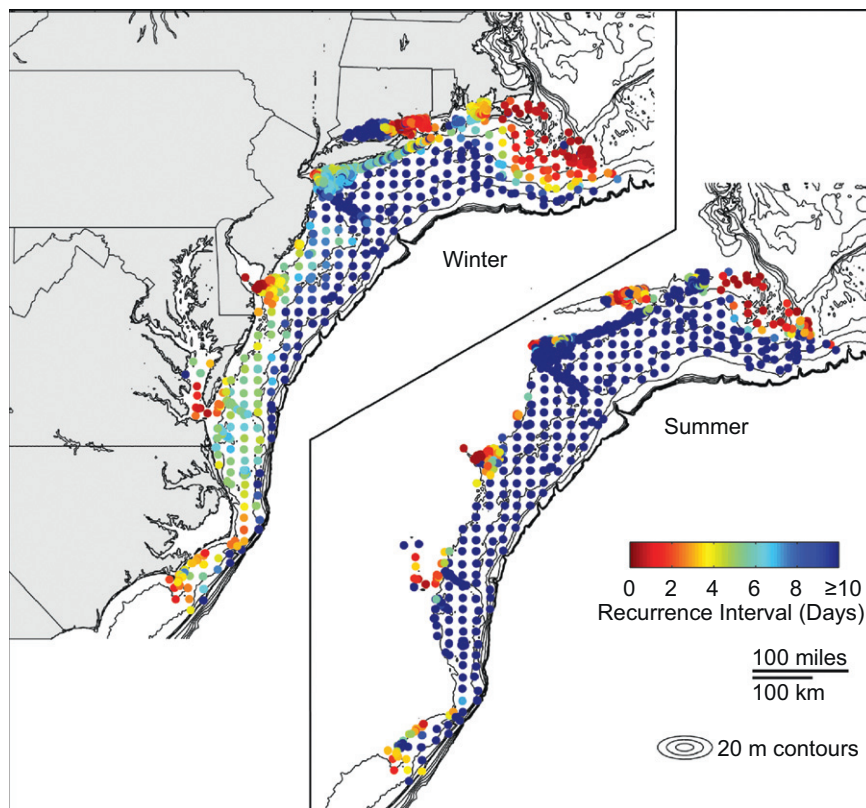 Winter
Summer
0 2 4 6 8 ≥10
Recurrence Interval (Days)
100 miles
100 km
20 m contours